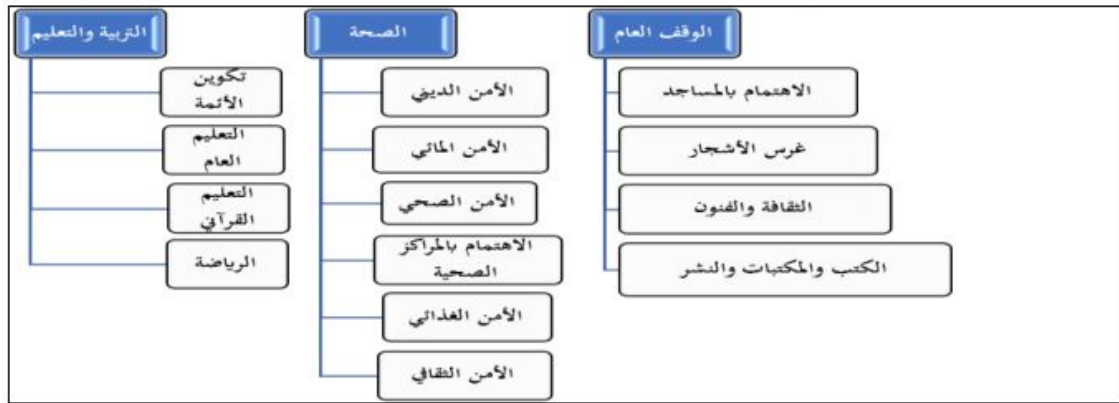 الوقف العام
الاهتمام بالمساجد
غرس الأشجار
الثقافة والفنون
الكتب والمكتبات والنشر
الصحة
الأمن الديني
الأمن المائي
الأمن الصحي
الاهتمام بالمراكز
الصحية
الأمن الغذائي
الأمن الثقافي
التربية والتعليم
تكوين
الأئمة
التعليم
العام
التعليم
القرآني
الرياضة